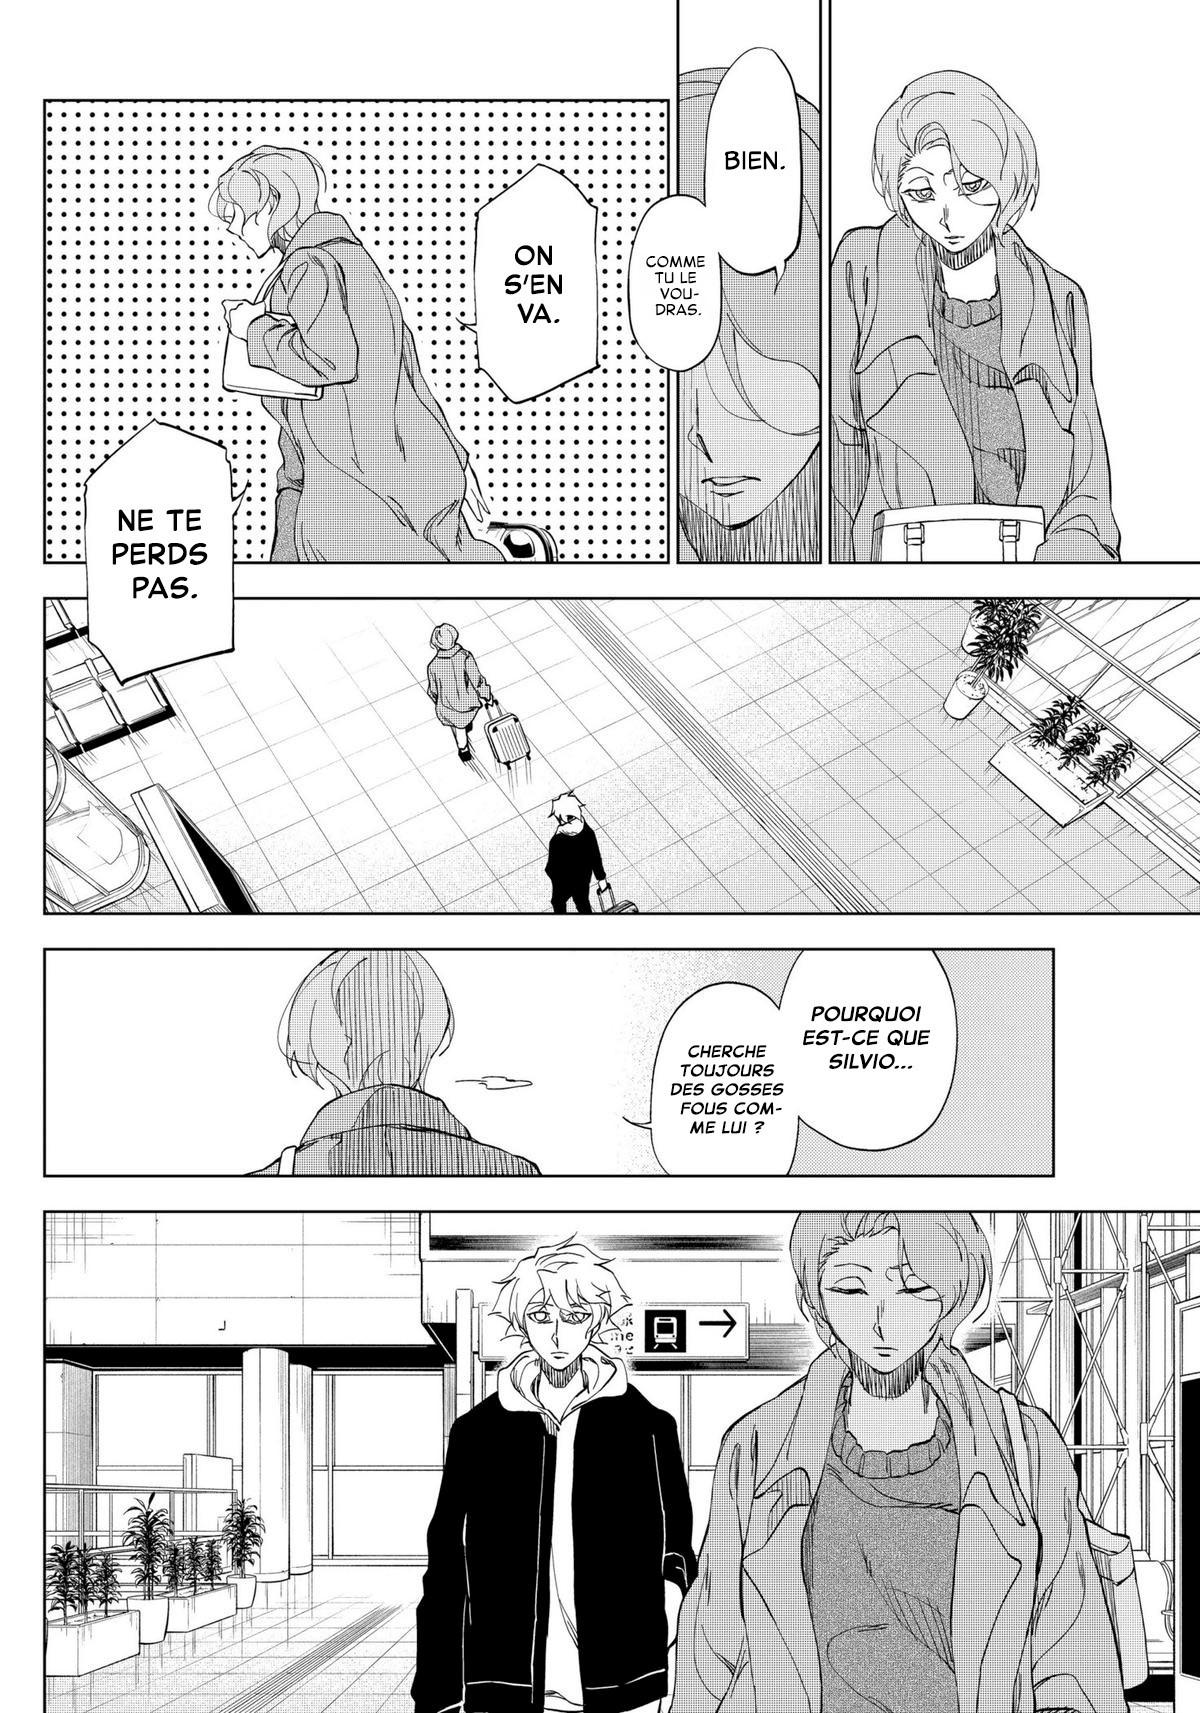 BIEN.
COMME
TU LE
VOU-
DRAS.
ON
S'EN
VA.
NE TE
PERDS
PAS.
POURQUOI
EST-CE QUE
SILVIO...
CHERCHE
TOUJOURS
DES GOSSES
FOUS COM-
ME LUI ?